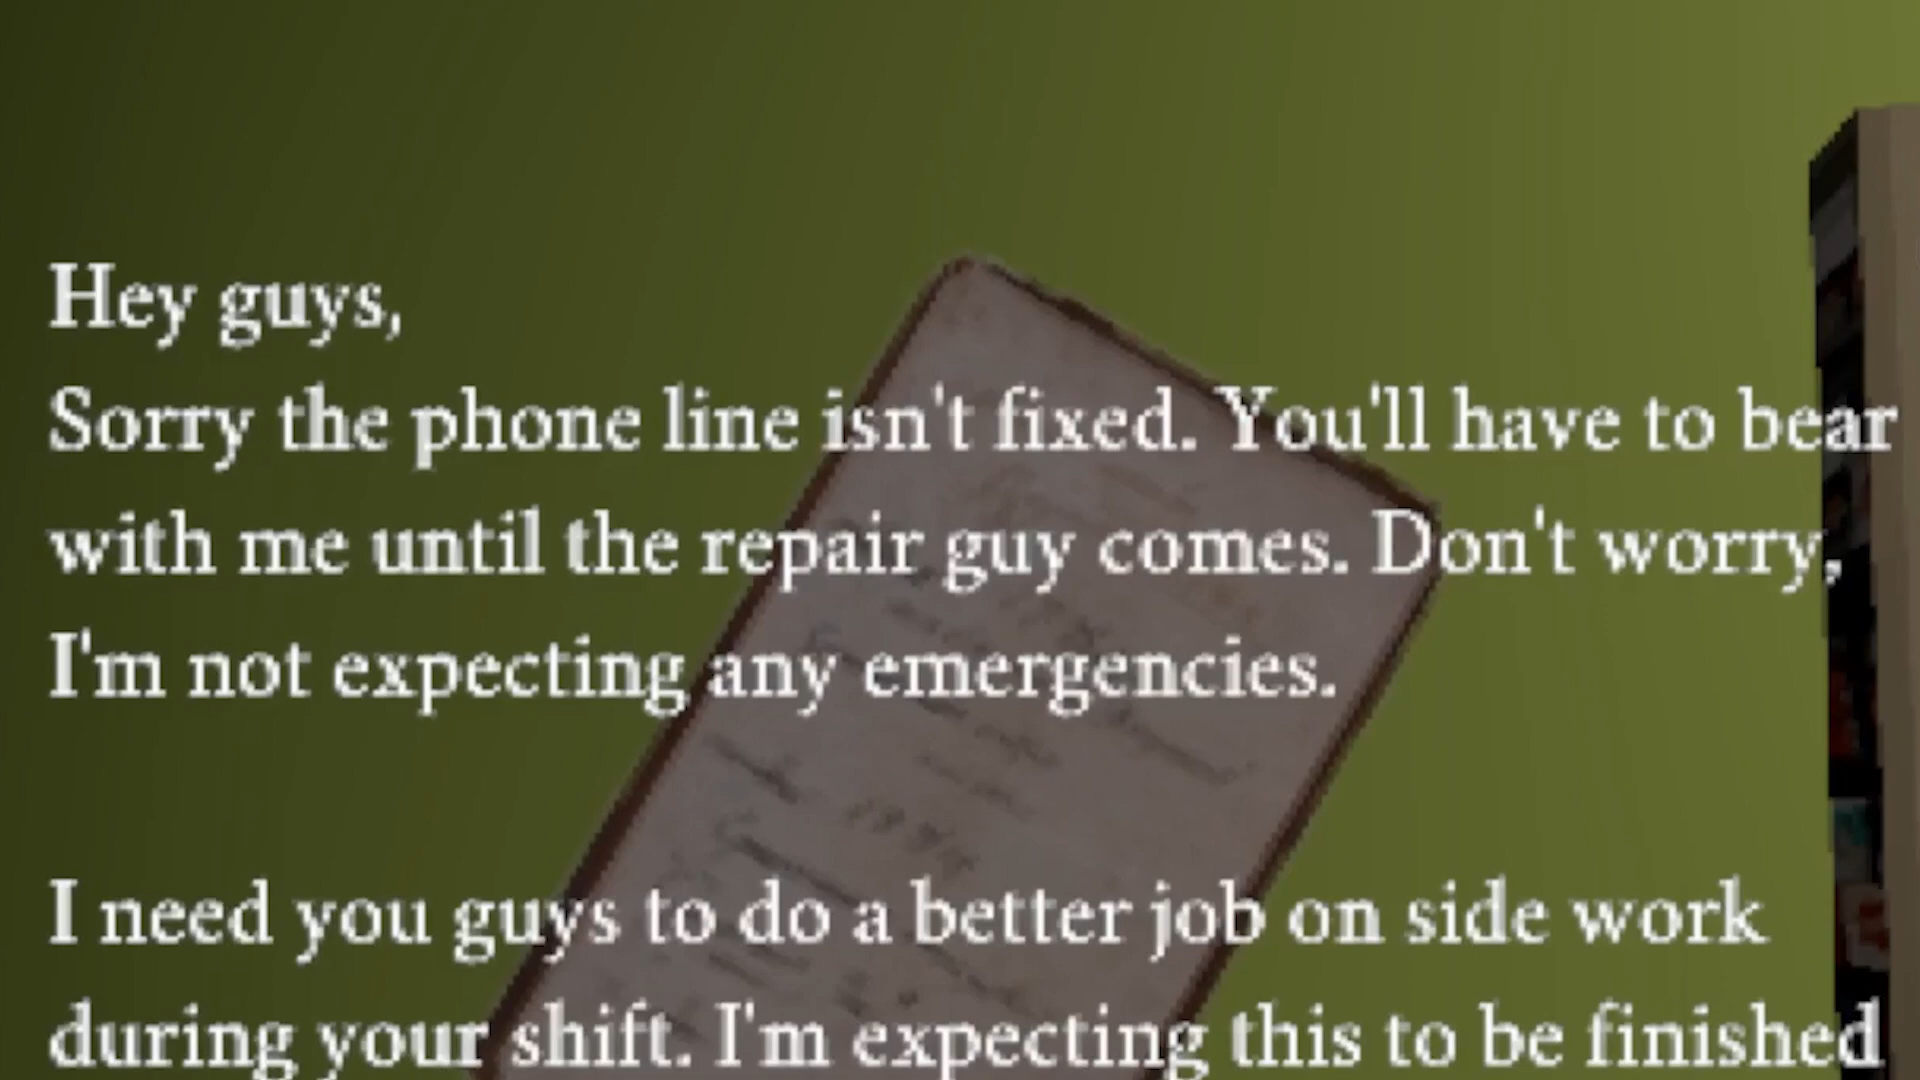 Hey guys,
Sorry the phone line isn't fixed. You'll have to bear
with me until the repair guy comes. Don't worry,
I'm not expecting any emergencies.
I need you guys to do a better job on side work
during your shift. I'm expecting this to be finished